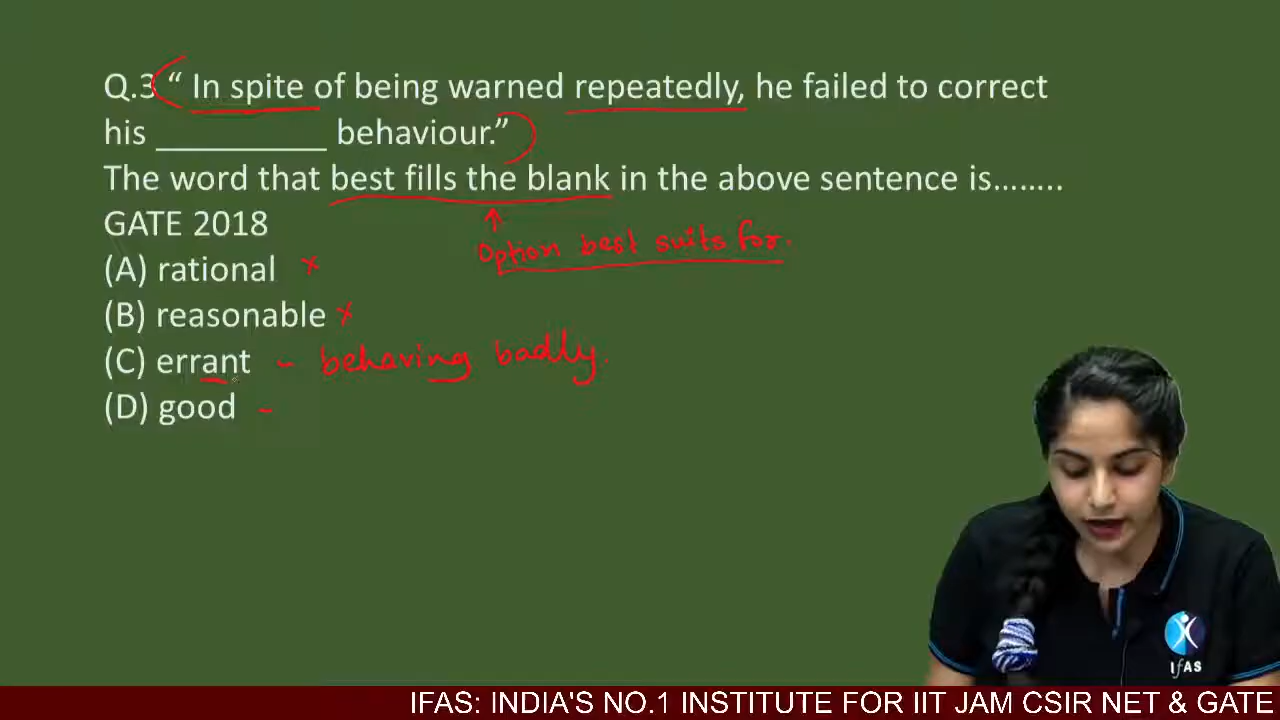 Q.3 “ In spite of being warned repeatedly, he failed to correct
his __________ behaviour.”
The word that best fills the blank in the above sentence is……..
GATE 2018
Option best suits for.
(A) rational ×
(B) reasonable ×
(C) errant - behaving badly.
(D) good -
IfAS
IFAS: INDIA'S NO.1 INSTITUTE FOR IIT JAM CSIR NET & GATE